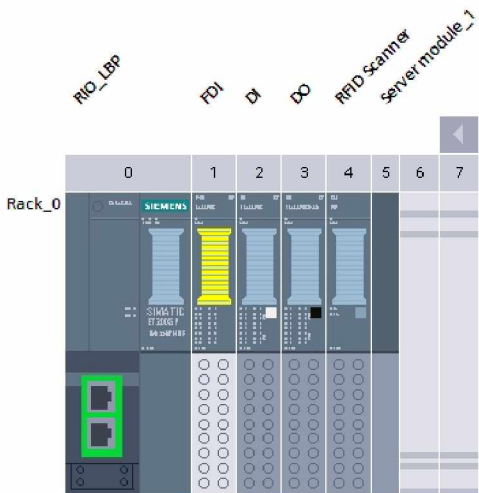 RIO_LBP
FDI
DI
DO
RFID Scanner
Server module_1
0 1 2 3 4 5 6 7
Rack_0
SIEMENS
SIMATIC
ET 200SP